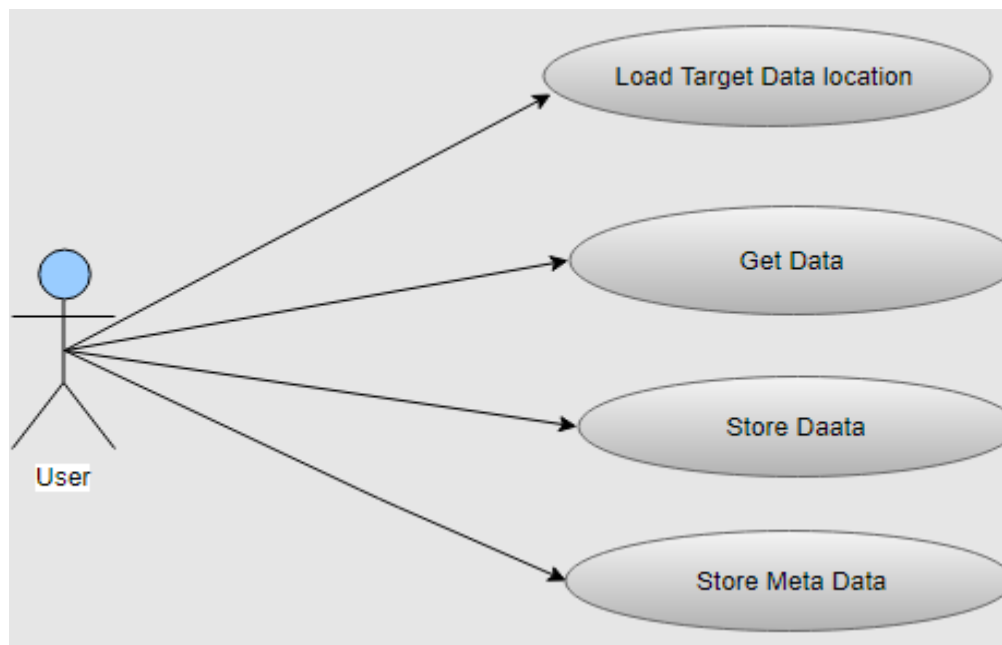 Load Target Data location
Get Data
Store Daata
User
Store Meta Data